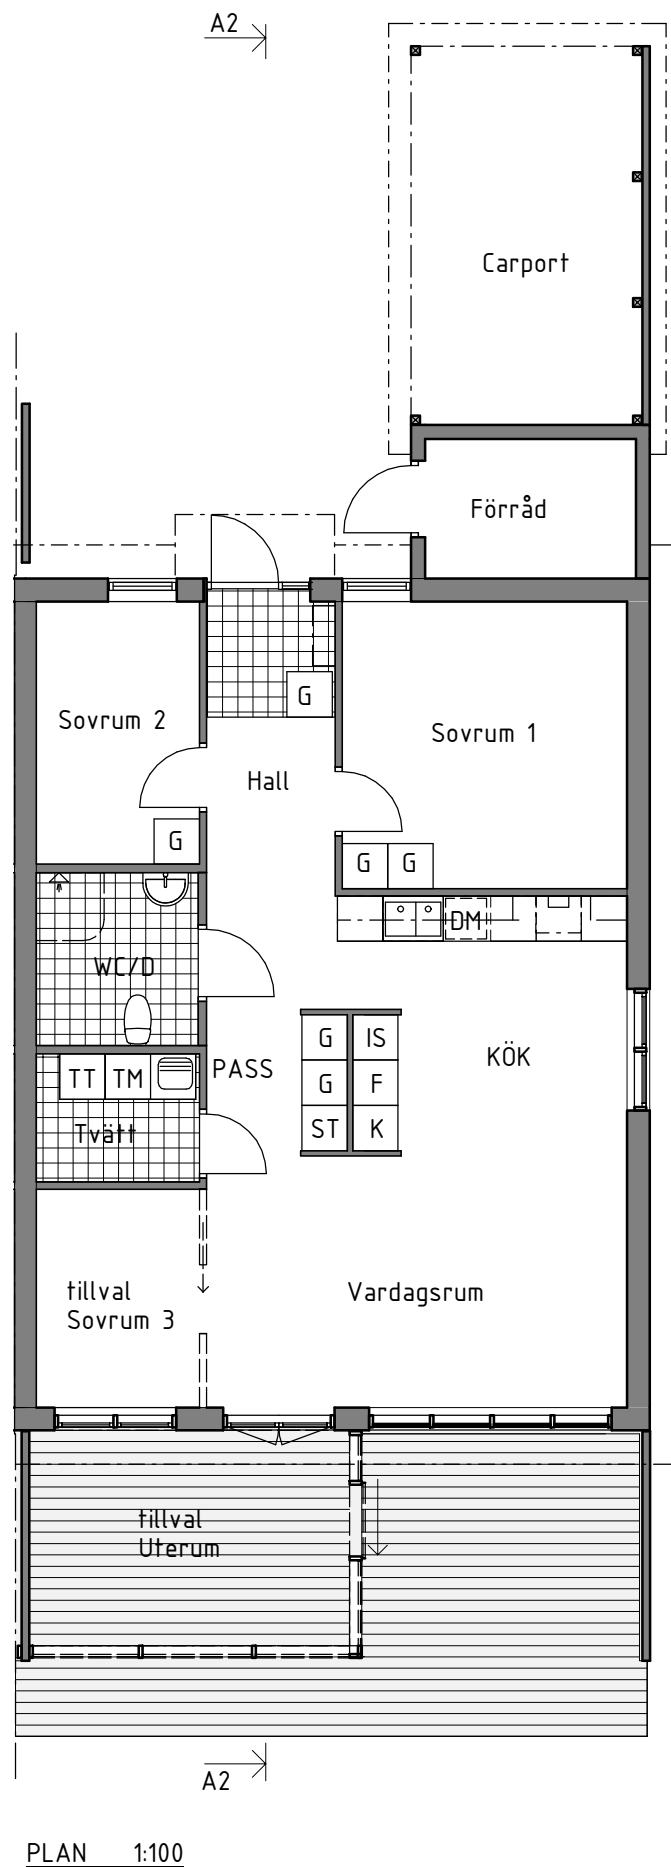 A2
Carport
Förråd
G
Sovrum 2
Sovrum 1
Hall
G
G
G
DM
WC/D
G
IS
KÖK
PASS
TT
TM
G
F
ST
K
Tvätt
tillval
Sovrum 3
Vardagsrum
tillval
Uterum
A2
PLAN 1:100